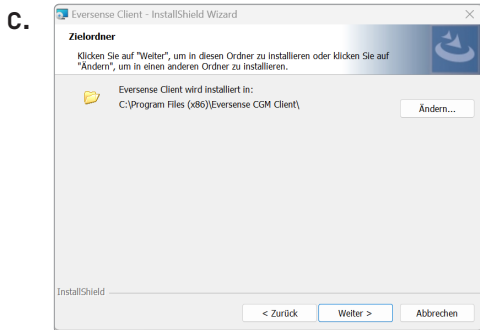 C.
Eversense Client - InstallShield Wizard
Zielordner
Klicken Sie auf "Weiter", um in diesen Ordner zu installieren oder klicken Sie auf
"Ändern", um in einen anderen Ordner zu installieren.
Eversense Client wird installiert in:
C:\Program Files (x86)\Eversense CGM Client\
Ändern...
InstallShield
< Zurück
Weiter >
Abbrechen